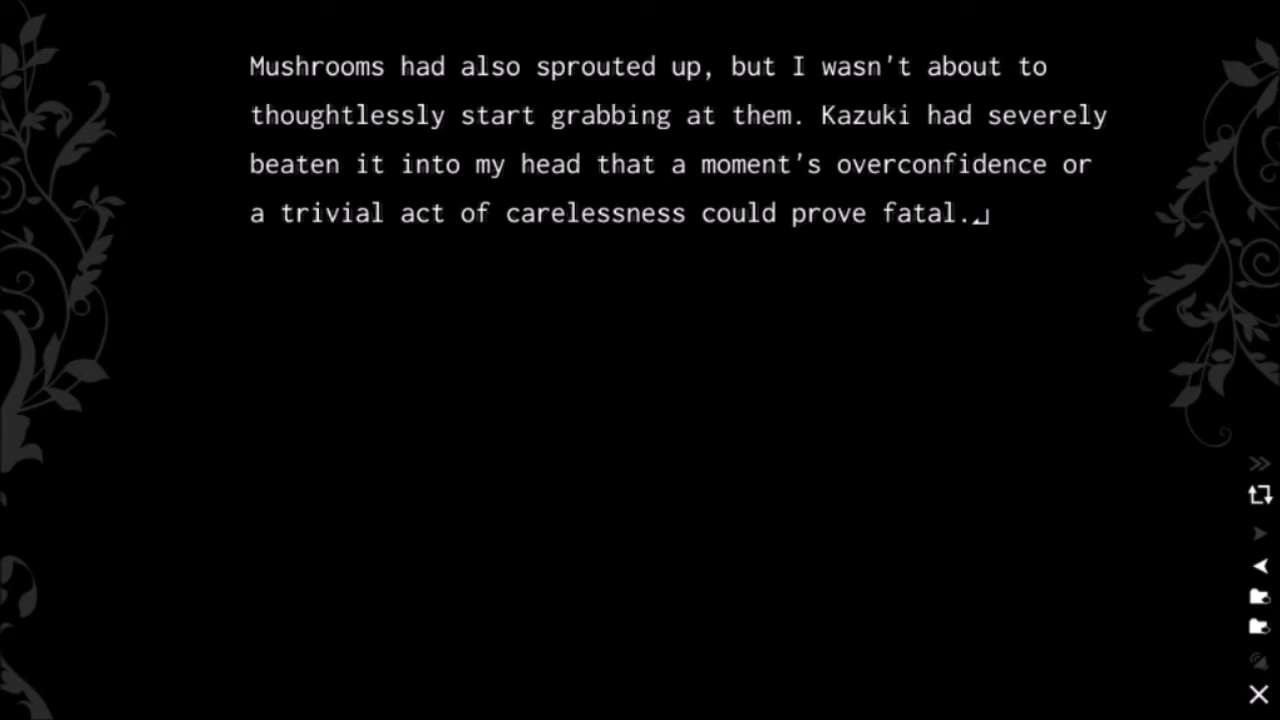 Mushrooms had also sprouted up, but I wasn't about to
thoughtlessly start grabbing at them. Kazuki had severely
beaten it into my head that a moment's overconfidence or
a trivial act of carelessness could prove fatal.